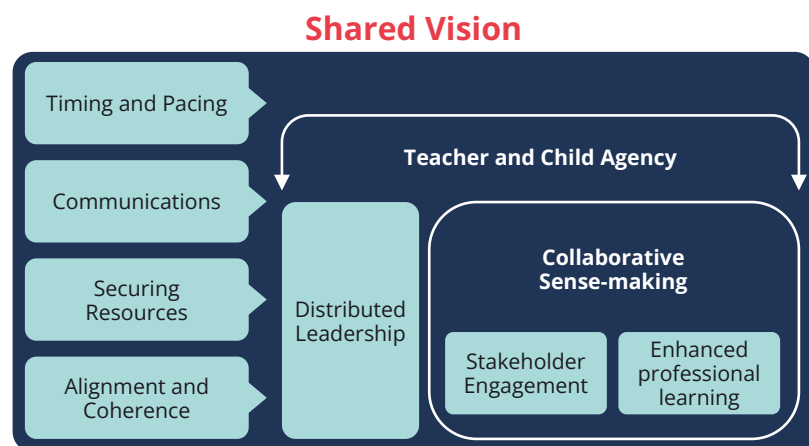 Shared Vision
Timing and Pacing
Communications
Securing
Resources
Alignment and
Coherence
Teacher and Child Agency
Distributed
Leadership
Collaborative
Sense-making
Stakeholder
Engagement
Enhanced
professional
learning